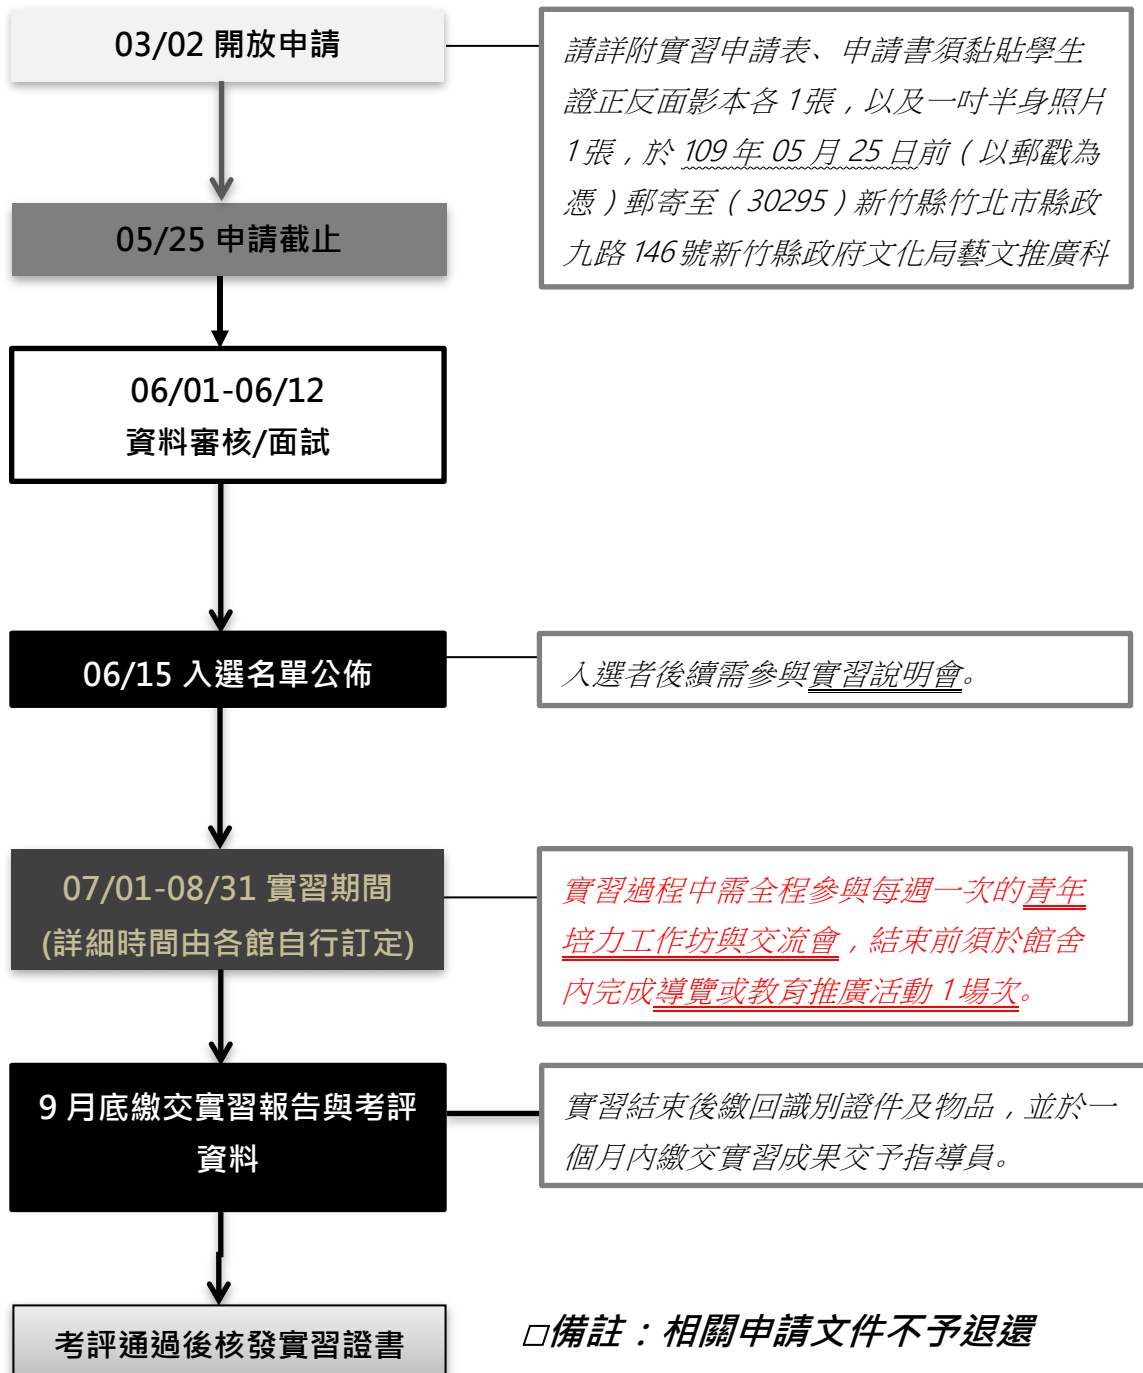 03/02 開放申請
請詳附實習申請表、申請書須黏貼學生
證正反面影本各 1張，以及一吋半身照片
1張，於 109 年 05 月 25 日前（以郵戳為
憑）郵寄至（30295）新竹縣竹北市縣政
九路 146 號新竹縣政府文化局藝文推廣科
05/25 申請截止
06/01-06/12
資料審核/面試
06/15 入選名單公佈
入選者後續需參與實習說明會。
07/01-08/31 實習期間
(詳細時間由各館自行訂定)
實習過程中需全程參與每週一次的青年
培力工作坊與交流會，結束前須於館舍
內完成導覽或教育推廣活動 1場次。
9 月底繳交實習報告與考評
資料
實習結束後繳回識別證件及物品，並於一
個月內繳交實習成果交予指導員。
考評通過後核發實習證書
□備註：相關申請文件不予退還